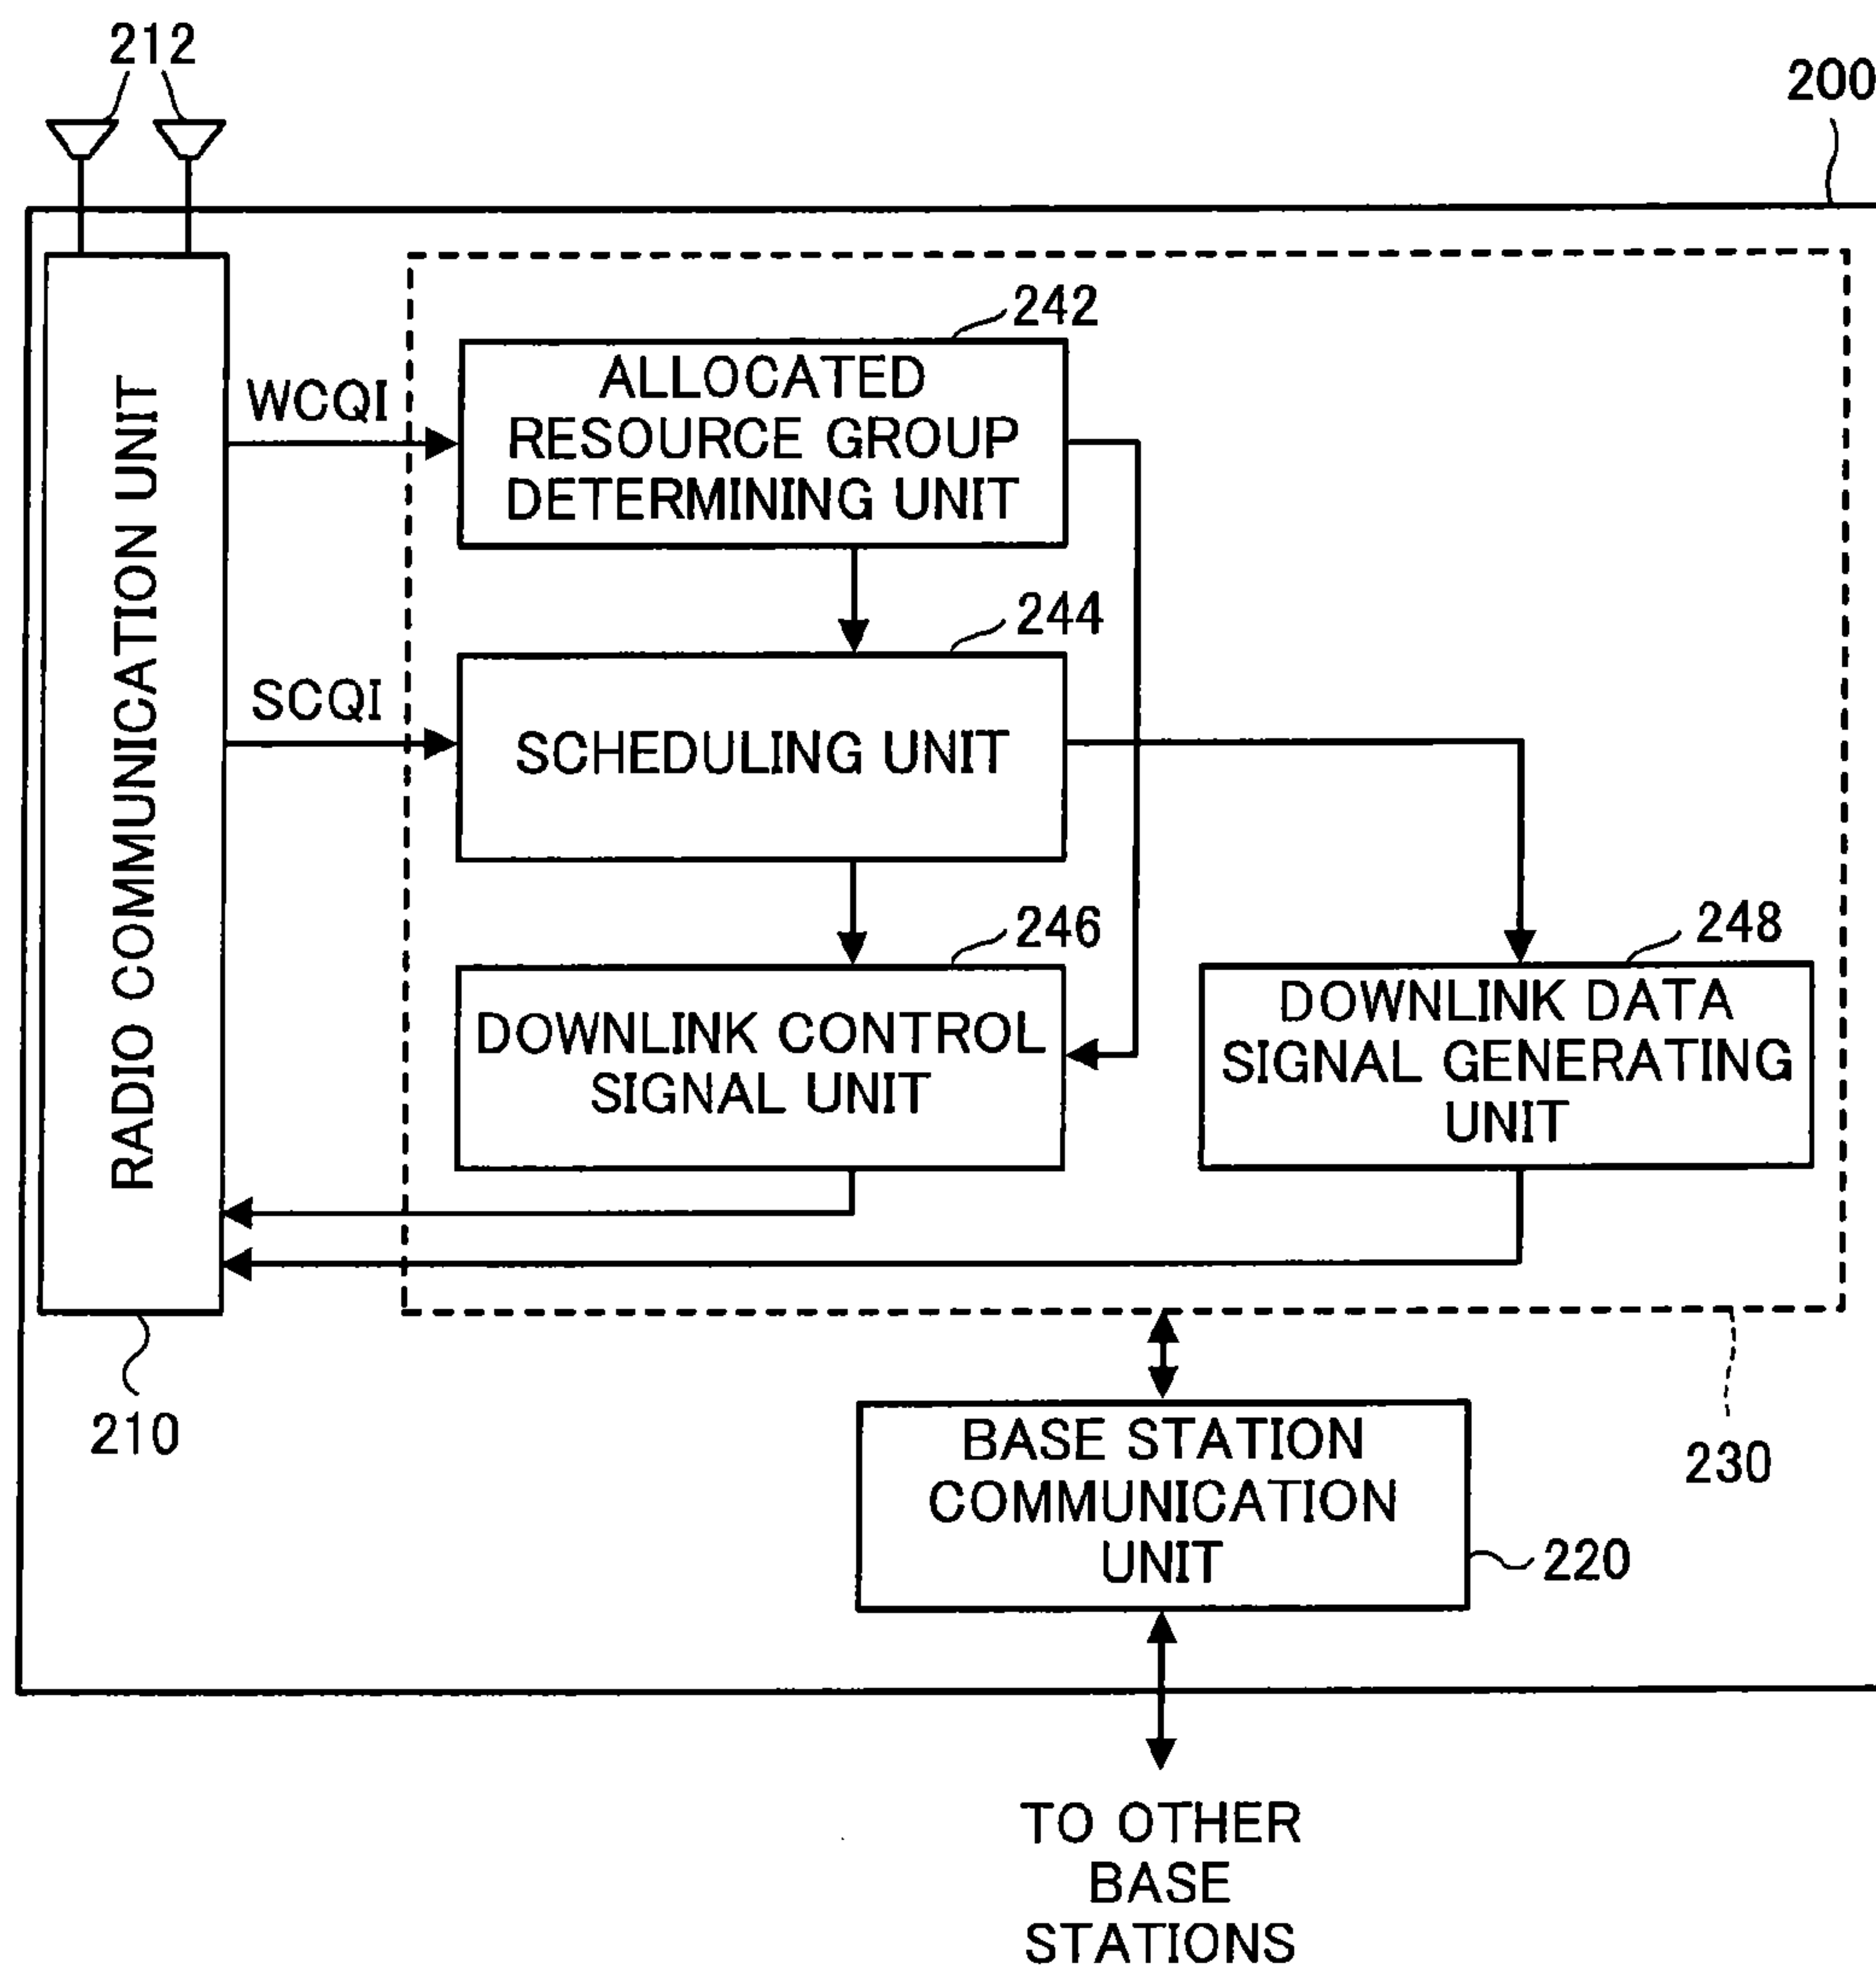 212
200
RADIO COMMUNICATION UNIT
WCQI
242
ALLOCATED
RESOURCE GROUP
DETERMINING UNIT
SCQI
244
SCHEDULING UNIT
246
DOWNLINK CONTROL
SIGNAL UNIT
248
DOWNLINK DATA
SIGNAL GENERATING
UNIT
210
230
BASE STATION
COMMUNICATION
UNIT
220
TO OTHER
BASE
STATIONS